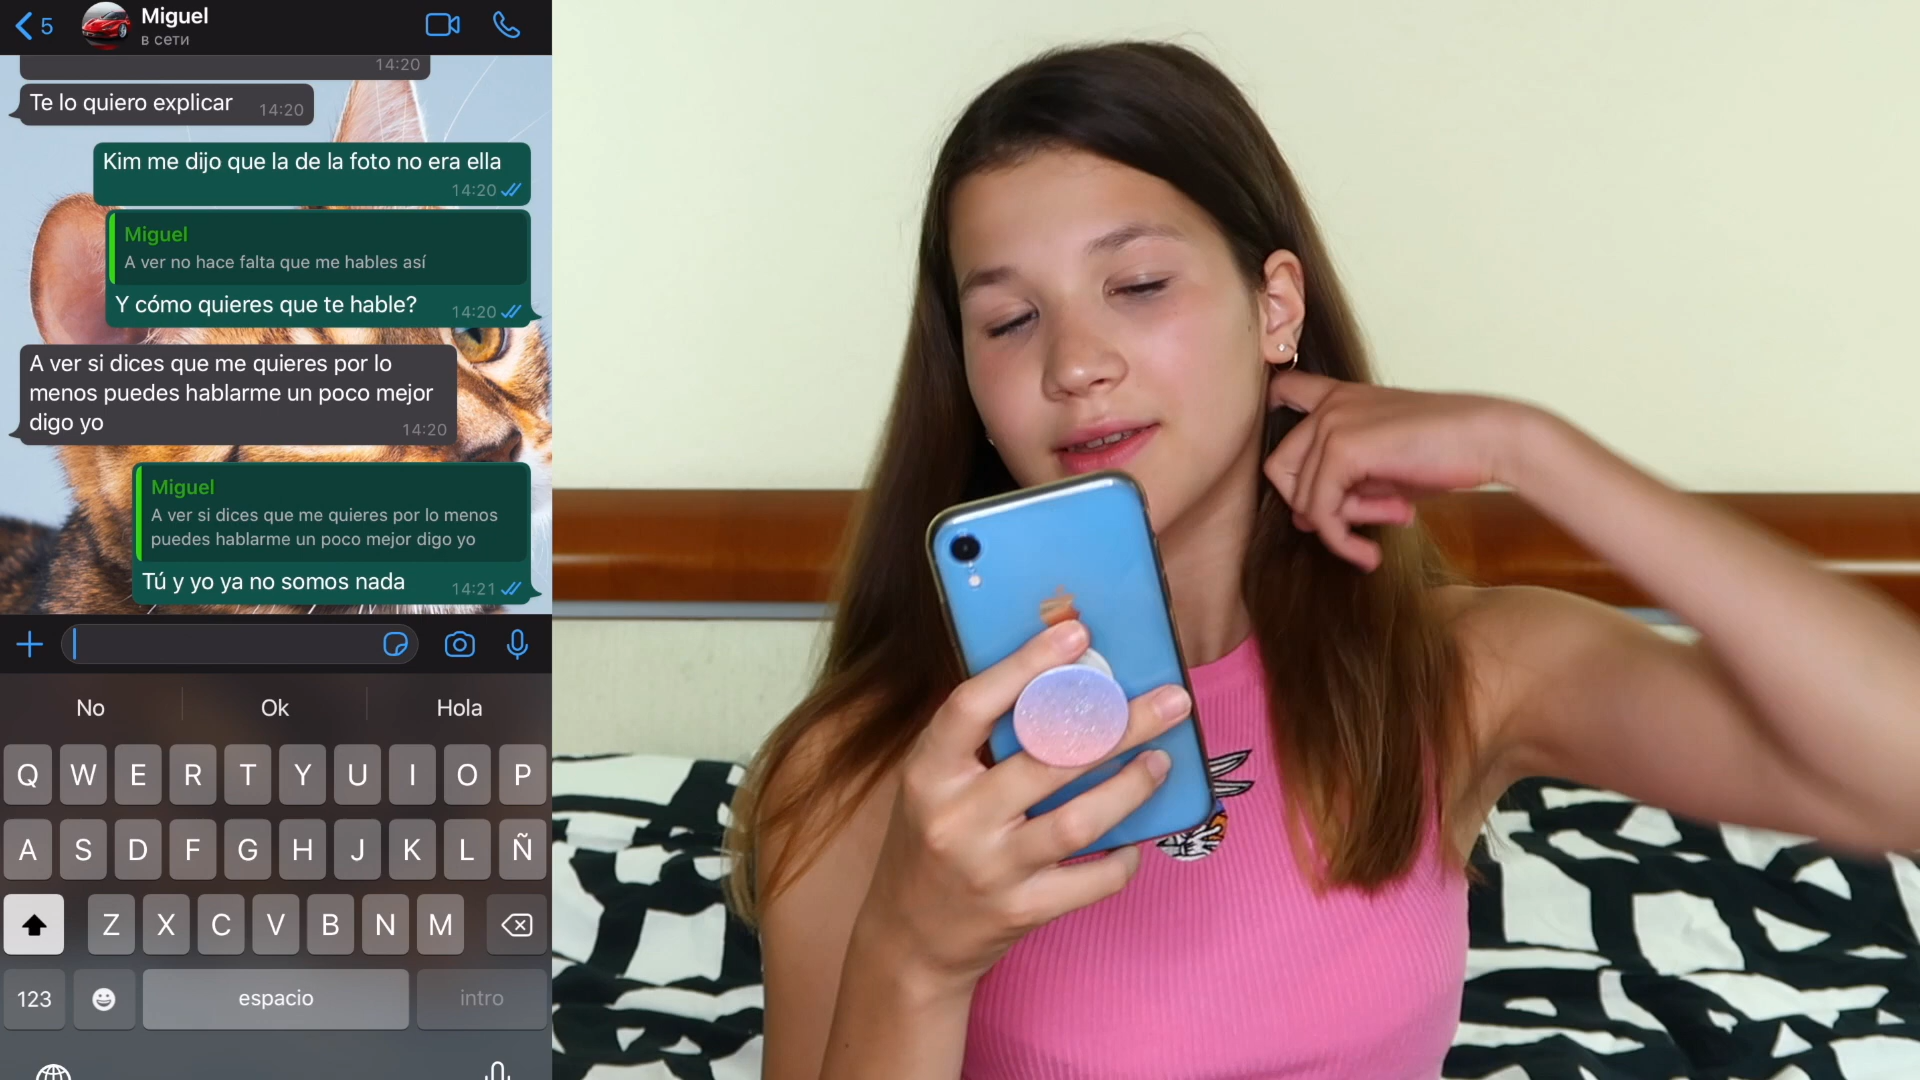 5
Miguel
в сети
14:20
Te lo quiero explicar
14:20
Kim me dijo que la de la foto no era ella
14:20
Miguel
A ver no hace falta que me hables así
Y cómo quieres que te hable?
14:20
A ver si dices que me quieres por lo
menos puedes hablarme un poco mejor
digo yo
14:20
Miguel
A ver si dices que me quieres por lo menos
puedes hablarme un poco mejor digo yo
Tú y yo ya no somos nada
14:21
No Ok Hola
Q W E R T Y U I O P
A S D F G H J K L Ñ
Z X C V B N M
123 espacio intro